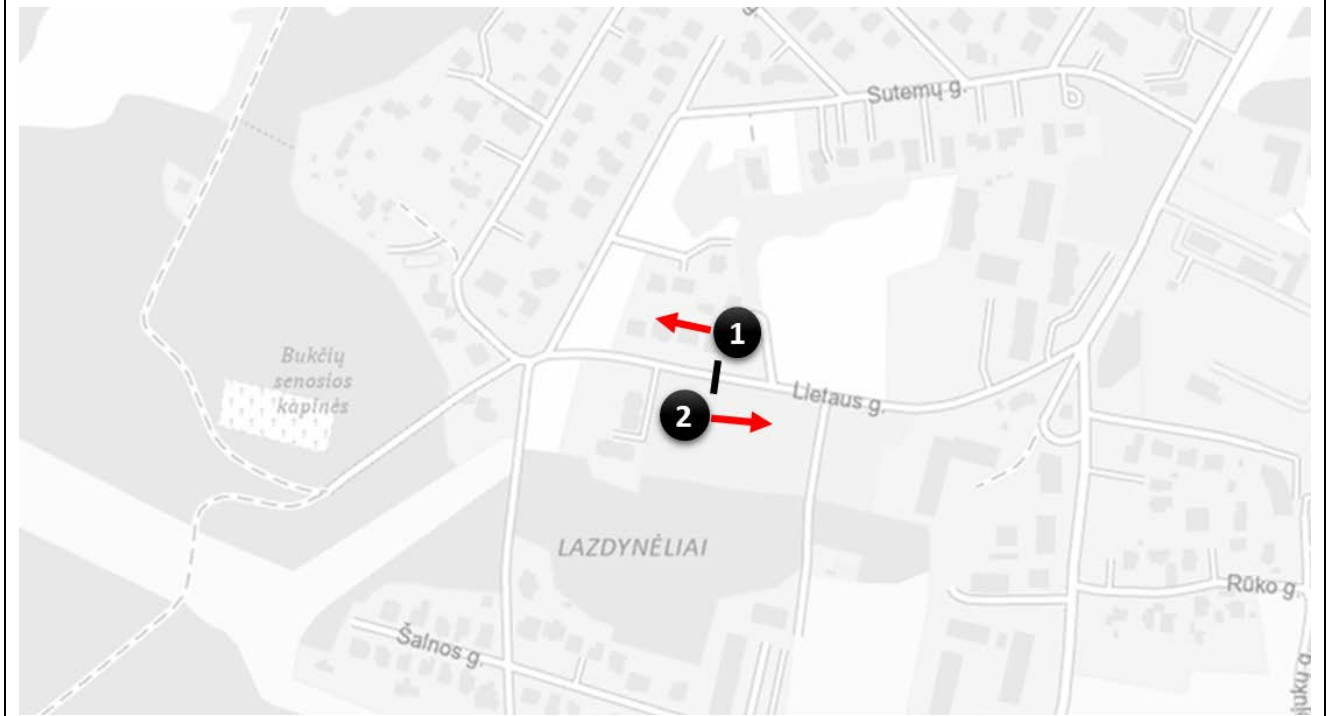 Sutemų g.
1
Bukčių
senosios
kapinės
Lietaus g.
2
LAZDYNĖLIAI
Rūko g.
Šalnos g.